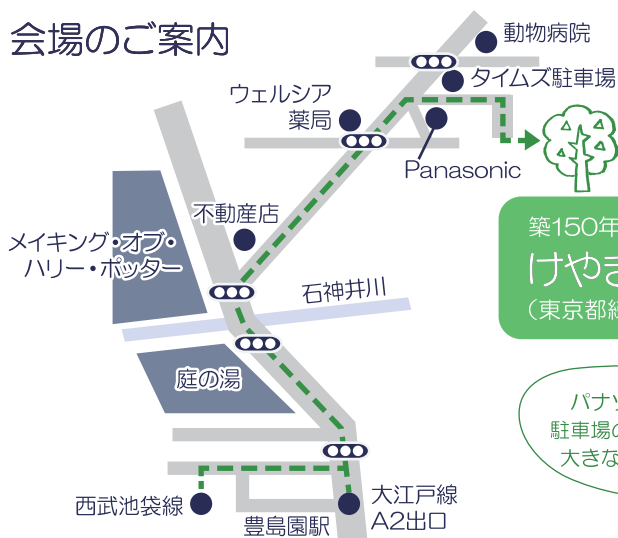 会場のご案内
動物病院
タイムズ駐車場
ウェルシア
薬局
Panasonic
不動産店
メイキング・オブ・
ハリー・ポッター
石神井川
築150年
けやき
（東京都練
庭の湯
パナソ
駐車場の
大きな
西武池袋線
豊島園駅
大江戸線
A2出口